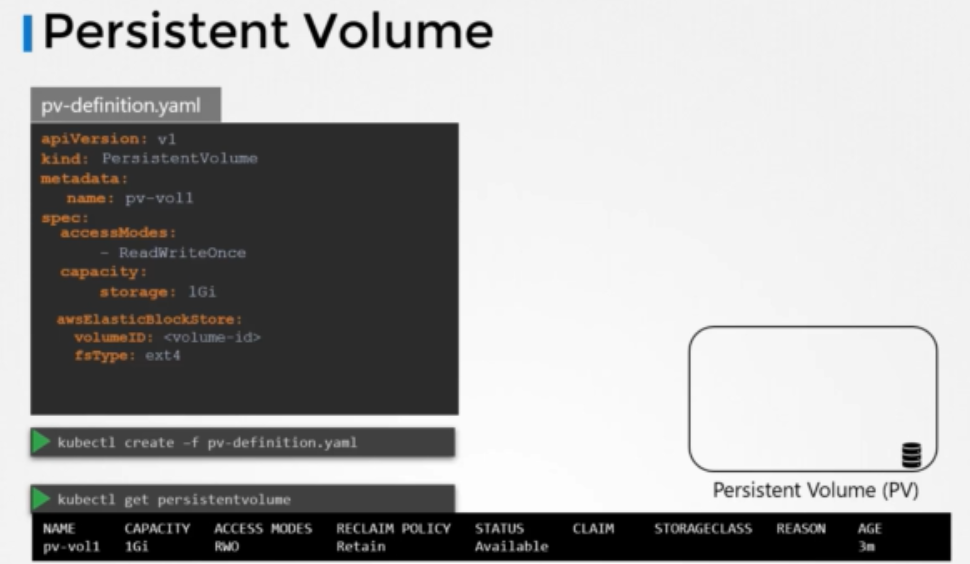 Persistent Volume
pv-definition.yaml
apiVersion: v1
kind: PersistentVolume
metadata:
name: pv-vol1
spec:
accessModes:
- ReadWriteOnce
capacity:
storage: 1Gi
awsElasticBlockStore:
volumeID: <volume-id>
fsType: ext4
kubectl create –f pv-definition.yaml
Persistent Volume (PV)
kubectl get persistentvolume
NAME CAPACITY ACCESS MODES RECLAIM POLICY STATUS CLAIM STORAGECLASS REASON AGE
pv-vol1 1Gi RWO Retain Available 3m